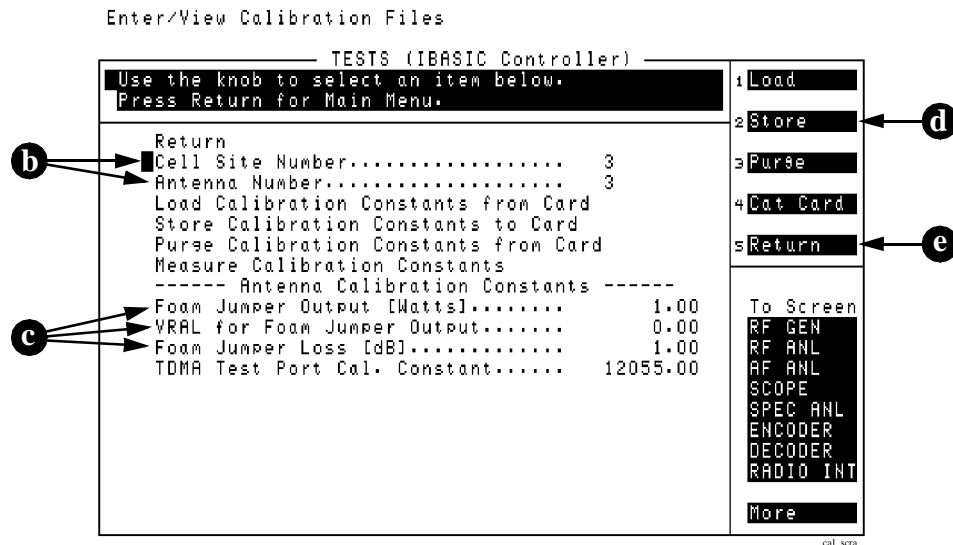 Enter/View Calibration Files
TESTS (IBASIC Controller)
Use the knob to select an item below.
Press Return for Main Menu.
Return
b
Cell Site Number.................. 3
Antenna Number.................... 3
Load Calibration Constants from Card
Store Calibration Constants to Card
Purge Calibration Constants from Card
Measure Calibration Constants
------ Antenna Calibration Constants ------
c
Foam Jumper Output [Watts]........ 1.00
VRAL for Foam Jumper Output....... 0.00
Foam Jumper Loss [dB]............. 1.00
TDMA Test Port Cal. Constant...... 12055.00
1 Load
2 Store
d
3 Purge
4 Cat Card
5 Return
e
To Screen
RF GEN
RF ANL
AF ANL
SCOPE
SPEC ANL
ENCODER
DECODER
RADIO INT
More
cal_scra